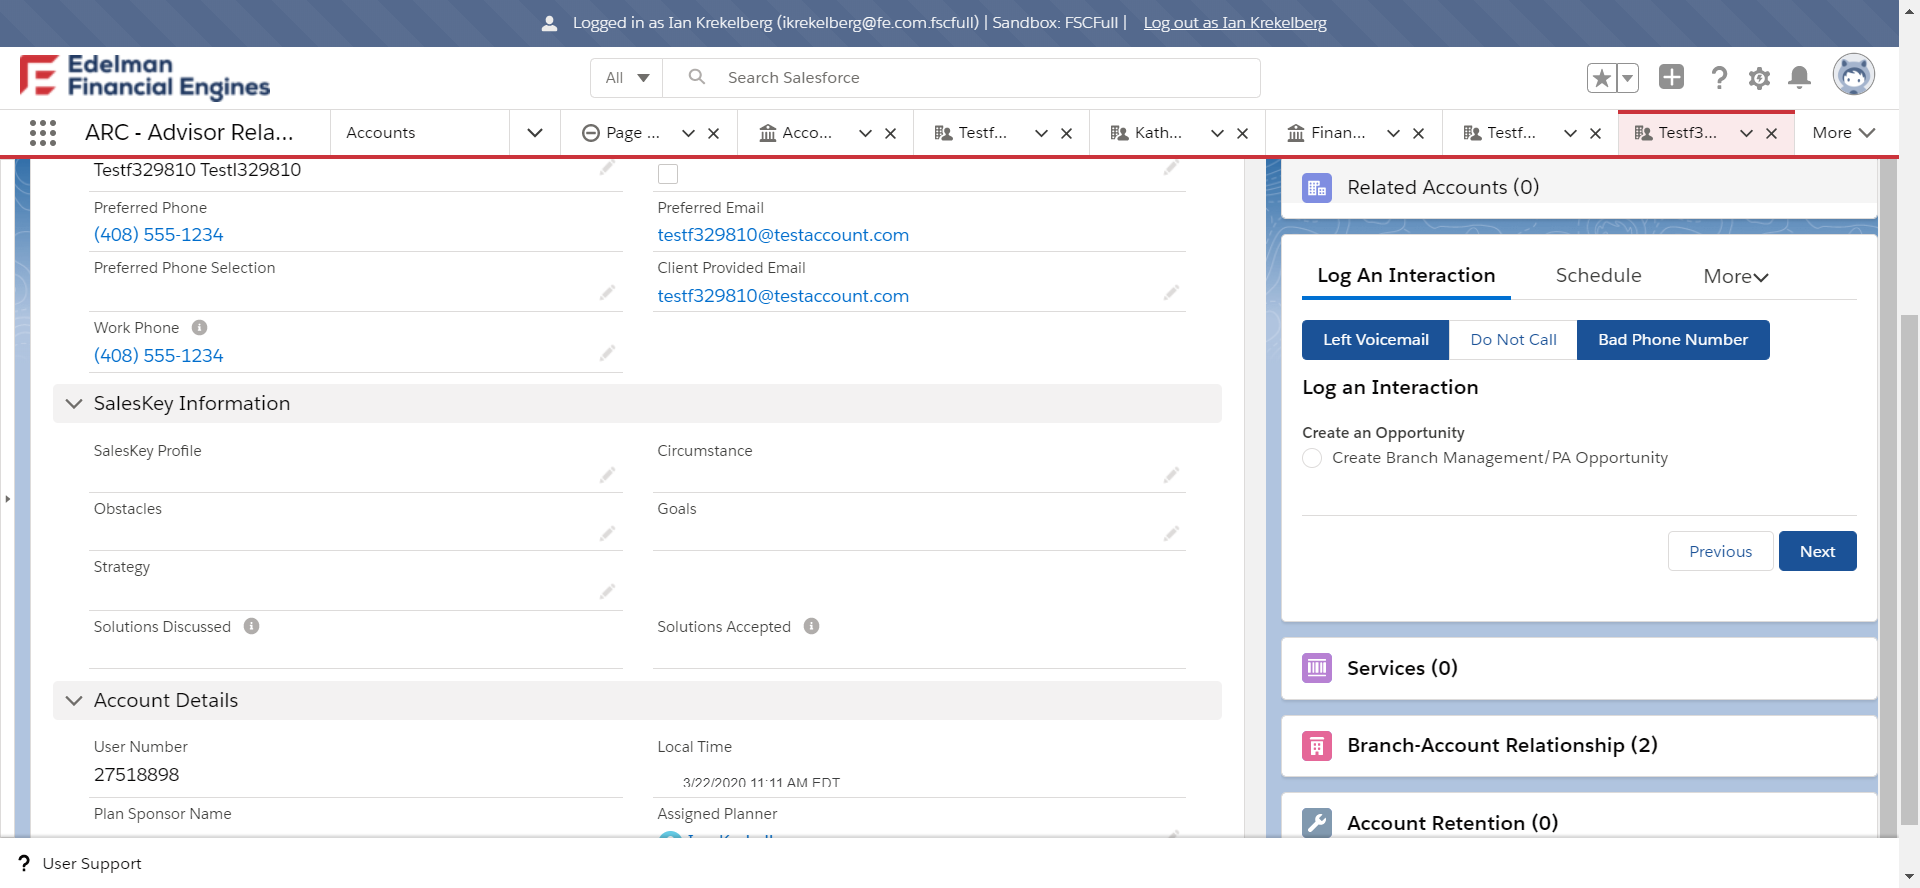 Logged in as Ian Krekelberg (ikrekelberg@fe.com.fscfull) | Sandbox: FSCFull | Log out as Ian Krekelberg
Edelman
Financial Engines
All
Search Salesforce
ARC - Advisor Rela...
Accounts
Page ...
Acco...
Testf...
Kath...
Finan...
Testf...
Testf3...
More
Testf329810 Testl329810
Preferred Phone
(408) 555-1234
Preferred Email
testf329810@testaccount.com
Preferred Phone Selection
Client Provided Email
testf329810@testaccount.com
Work Phone
(408) 555-1234
SalesKey Information
SalesKey Profile
Circumstance
Obstacles
Goals
Strategy
Solutions Discussed
Solutions Accepted
Account Details
User Number
27518898
Local Time
3/22/2020 11:11 AM EDT
Plan Sponsor Name
Assigned Planner
Related Accounts (0)
Log An Interaction
Schedule
More
Left Voicemail
Do Not Call
Bad Phone Number
Log an Interaction
Create an Opportunity
Create Branch Management/PA Opportunity
Previous
Next
Services (0)
Branch-Account Relationship (2)
Account Retention (0)
? User Support